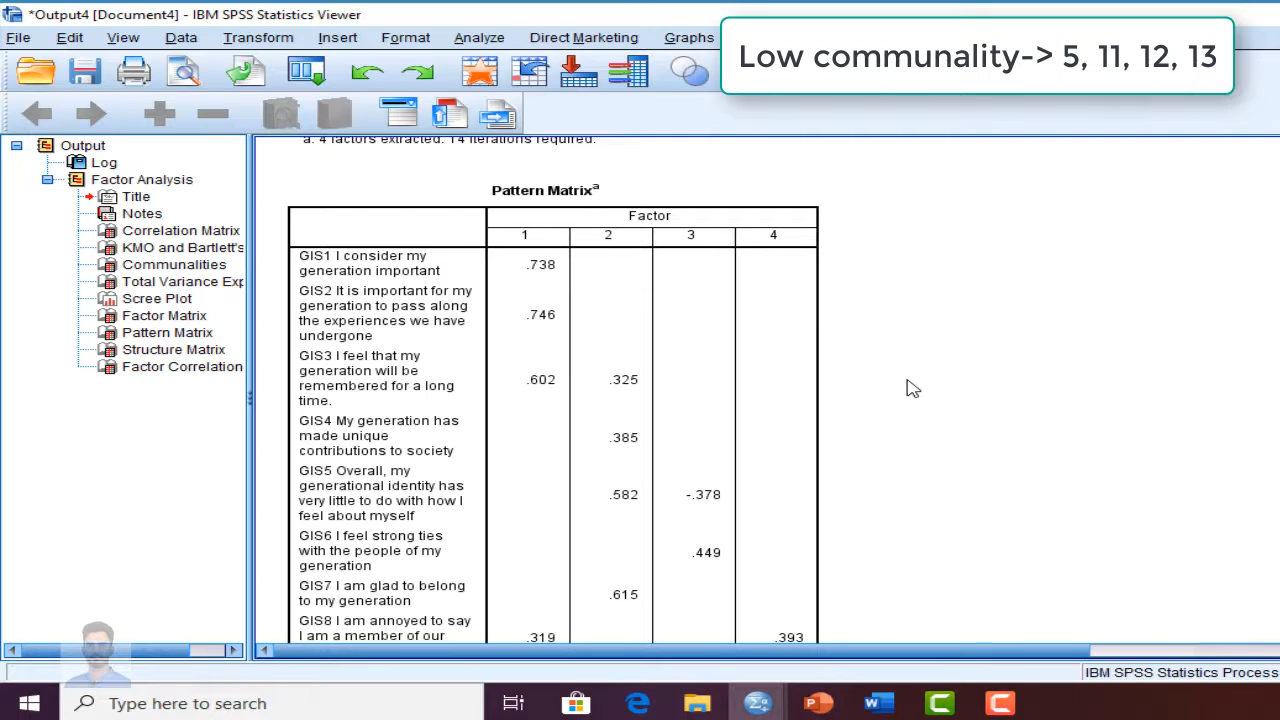 *Output4 [Document4] - IBM SPSS Statistics Viewer
File Edit View Data Transform Insert Format Analyze Direct Marketing Graphs
Low communality-> 5, 11, 12, 13
Output
Log
Factor Analysis
Title
Notes
Correlation Matrix
KMO and Bartlett's
Communalities
Total Variance Exp
Scree Plot
Factor Matrix
Pattern Matrix
Structure Matrix
Factor Correlation
a. 4 factors extracted. 14 iterations required.
Pattern Matrixa
Factor
1 2 3 4
GIS1 I consider my
generation important
.738
GIS2 It is important for my
generation to pass along
the experiences we have
undergone
.746
GIS3 I feel that my
generation will be
remembered for a long
time.
.602 .325
GIS4 My generation has
made unique
contributions to society
.385
GIS5 Overall, my
generational identity has
very little to do with how I
feel about myself
.582 -.378
GIS6 I feel strong ties
with the people of my
generation
.449
GIS7 I am glad to belong
to my generation
.615
GIS8 I am annoyed to say
I am a member of our
.319 .393
IBM SPSS Statistics Process
Type here to search